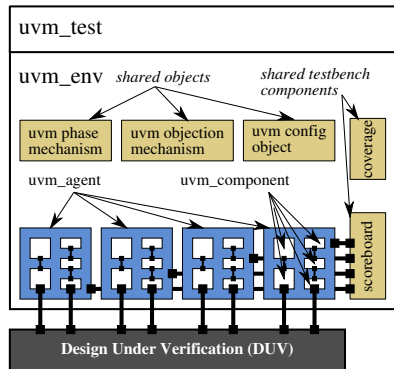 uvm_test
uvm_env
shared objects
shared testbench
components
uvm phase
mechanism
uvm objection
mechanism
uvm config
object
coverage
uvm_agent
uvm_component
scoreboard
Design Under Verification (DUV)